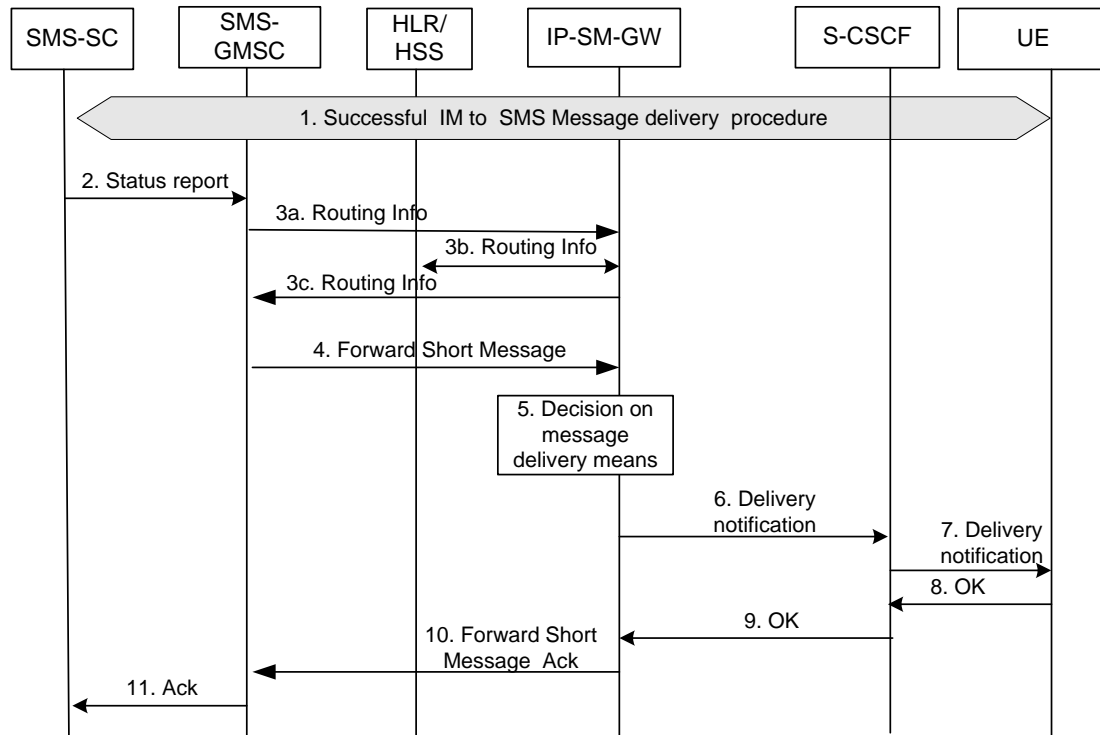 SMS-SC
SMS-
GMSC
HLR/
HSS
IP-SM-GW
S-CSCF
UE
1. Successful IM to SMS Message delivery procedure
2. Status report
3a. Routing Info
3b. Routing Info
3c. Routing Info
4. Forward Short Message
5. Decision on
message
delivery means
6. Delivery
notification
7. Delivery
notification
8. OK
9. OK
10. Forward Short
Message Ack
11. Ack